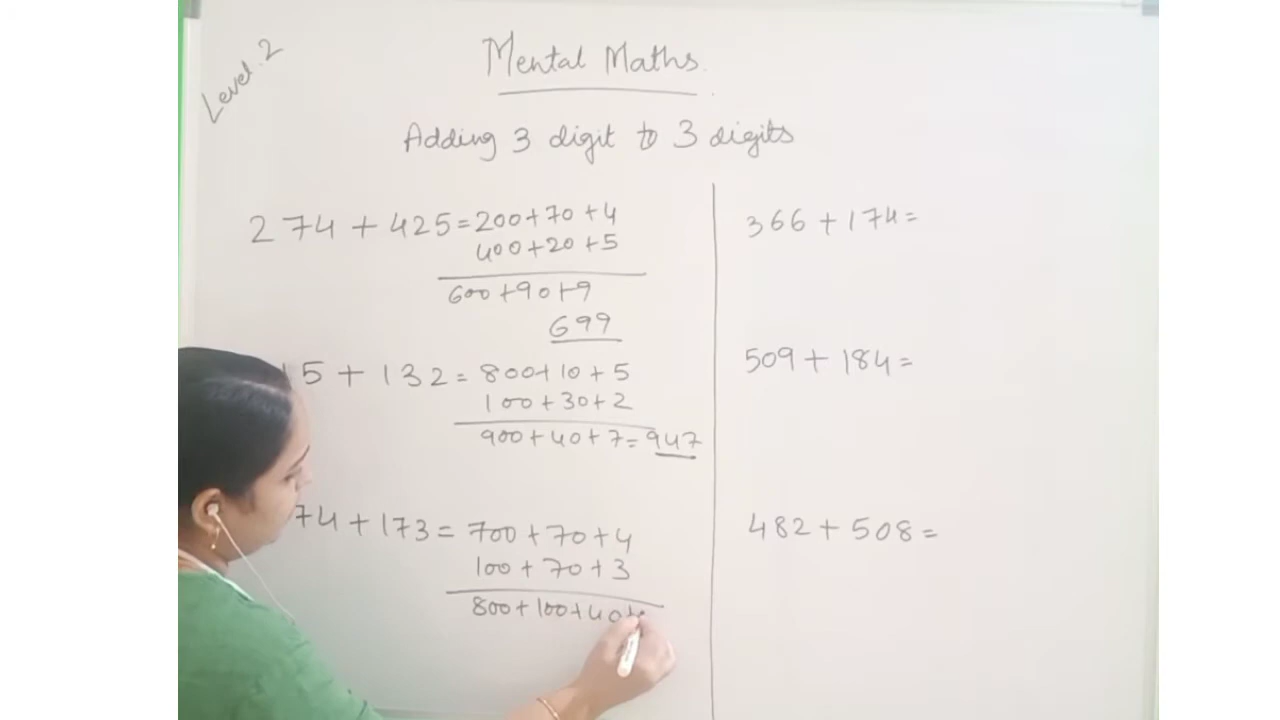 Level.2
Mental Maths.
Adding 3 digit to 3 digits
274 + 425 = 200 + 70 + 4
400 + 20 + 5
600 + 90 + 9
699
15 + 132 = 800 + 10 + 5
100 + 30 + 2
900 + 40 + 7 = 947
74 + 173 = 700 + 70 + 4
100 + 70 + 3
800 + 100 + 40 +
366 + 174 =
509 + 184 =
482 + 508 =